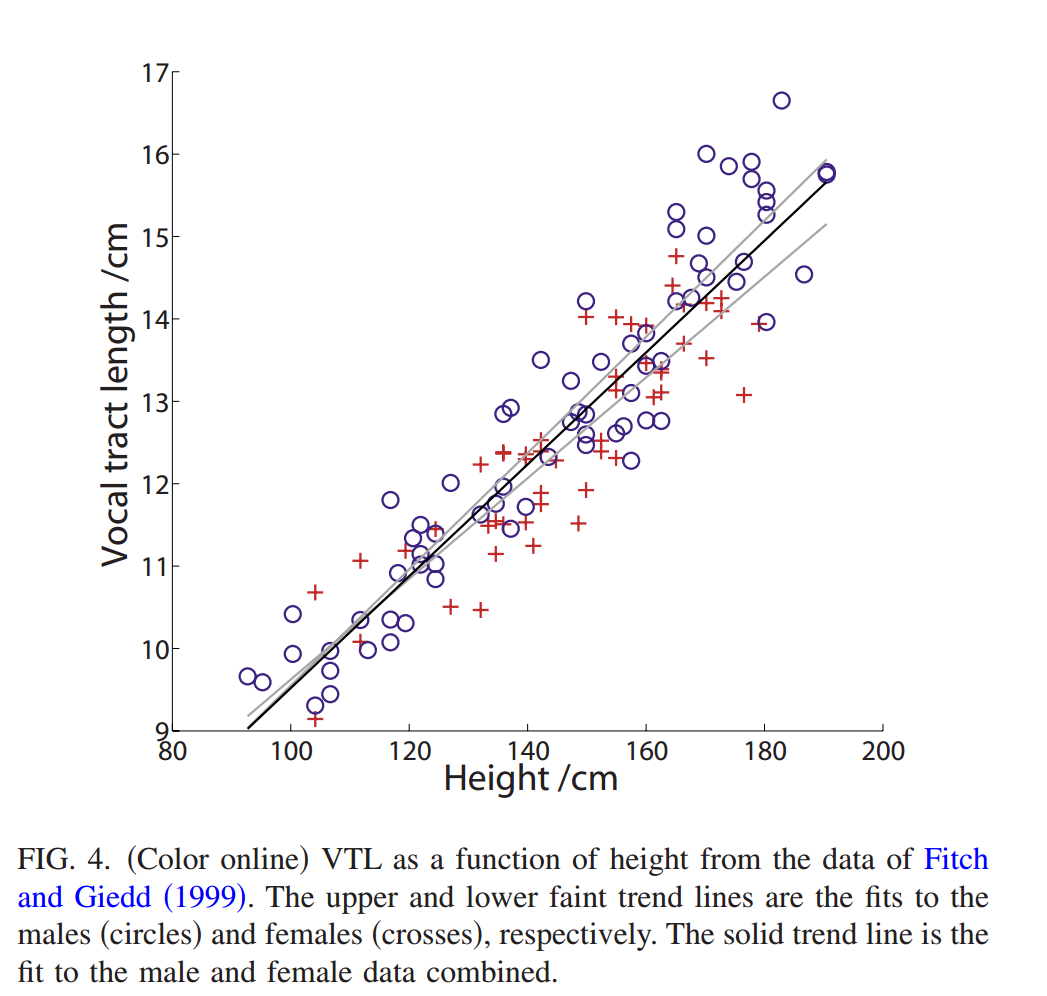 17
16
15
14
13
12
11
10
9
Vocal tract length /cm
80 100 120 140 160 180 200
Height /cm
FIG. 4. (Color online) VTL as a function of height from the data of Fitch
and Giedd (1999). The upper and lower faint trend lines are the fits to the
males (circles) and females (crosses), respectively. The solid trend line is the
fit to the male and female data combined.